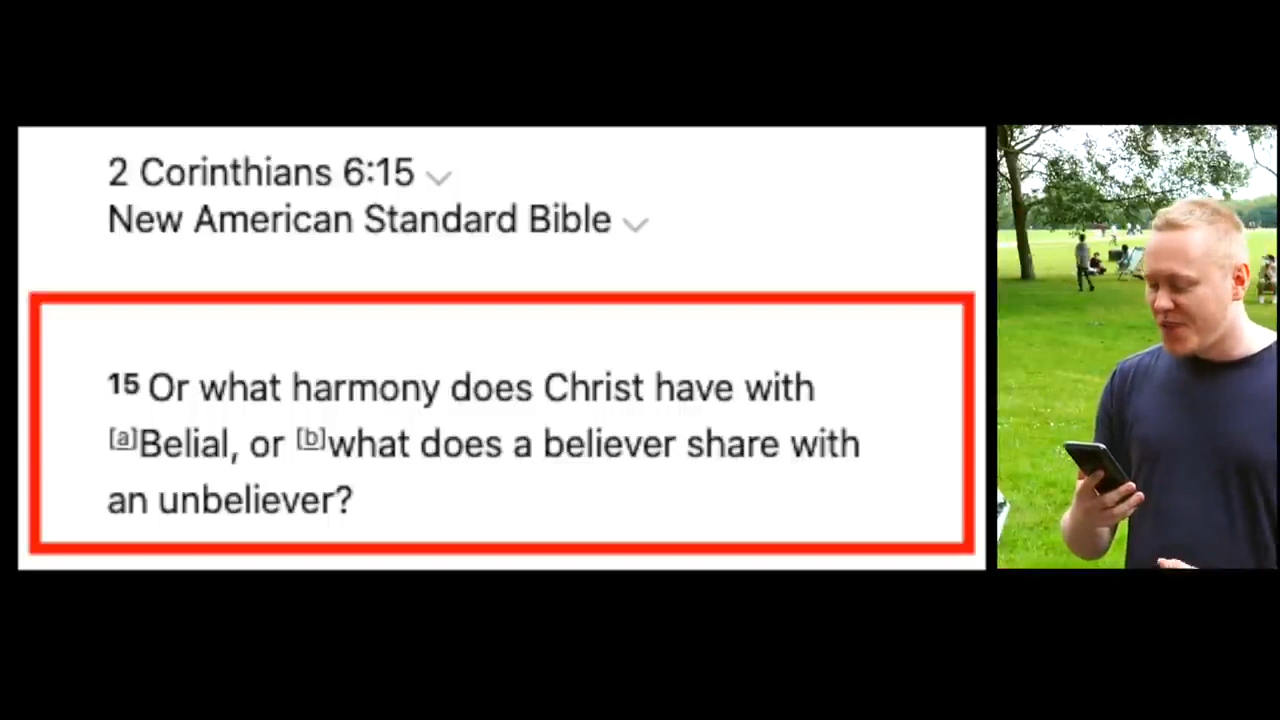 2 Corinthians 6:15
New American Standard Bible
15 Or what harmony does Christ have with
[a]Belial, or [b]what does a believer share with
an unbeliever?